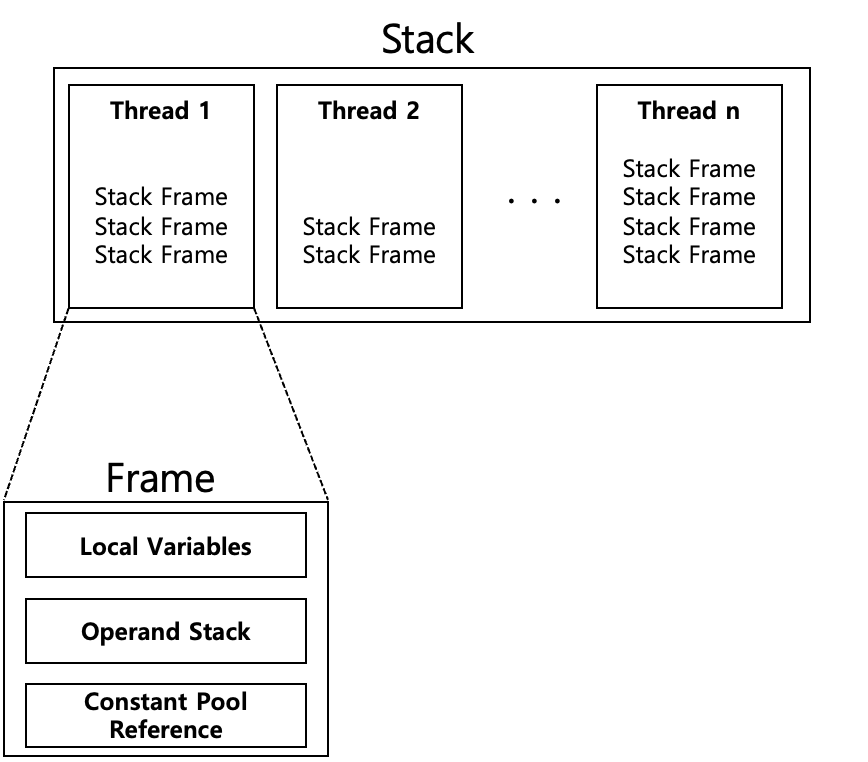 Stack
Thread 1
Stack Frame
Stack Frame
Stack Frame
Thread 2
Stack Frame
Stack Frame
. . .
Thread n
Stack Frame
Stack Frame
Stack Frame
Stack Frame
Frame
Local Variables
Operand Stack
Constant Pool
Reference